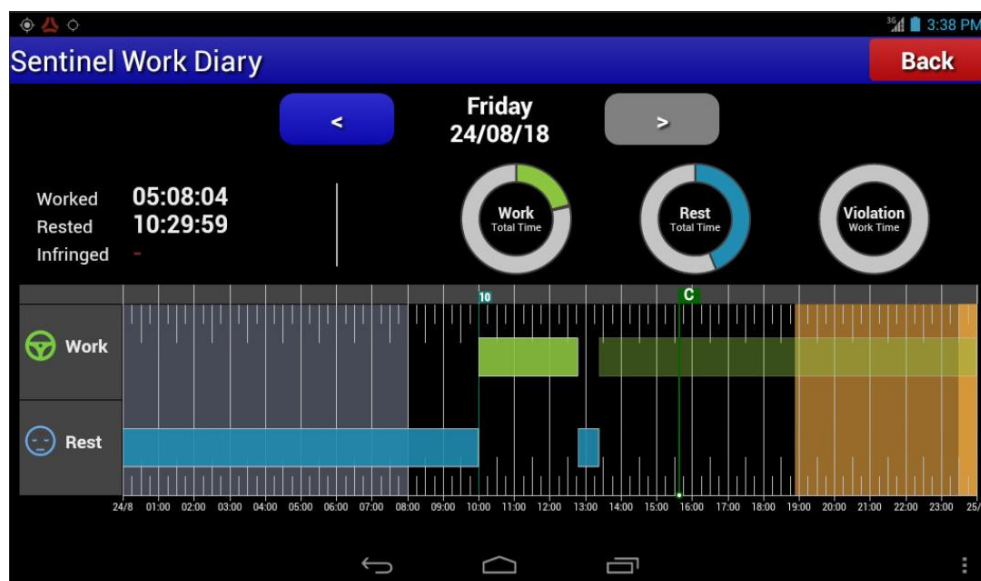 3G 3:38 PM
Sentinel Work Diary Back
< Friday >
24/08/18
Worked 05:08:04
Rested 10:29:59
Infringed -
Work
Total Time
Rest
Total Time
Violation
Work Time
10 C
Work
Rest
24/8 01:00 02:00 03:00 04:00 05:00 06:00 07:00 08:00 09:00 10:00 11:00 12:00 13:00 14:00 15:00 16:00 17:00 18:00 19:00 20:00 21:00 22:00 23:00 25/